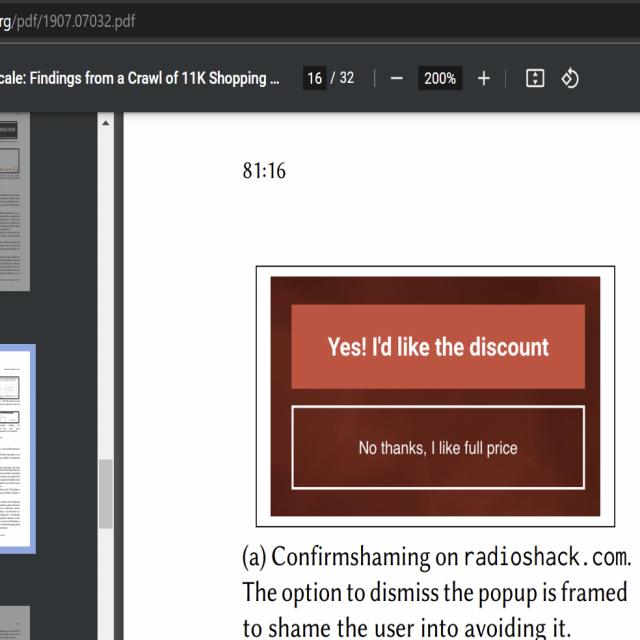 rg/pdf/1907.07032.pdf
cale: Findings from a Crawl of 11K Shopping ... 16 / 32 200%
81:16
Yes! I'd like the discount
No thanks, I like full price
(a) Confirmshaming on radioshack.com.
The option to dismiss the popup is framed
to shame the user into avoiding it.